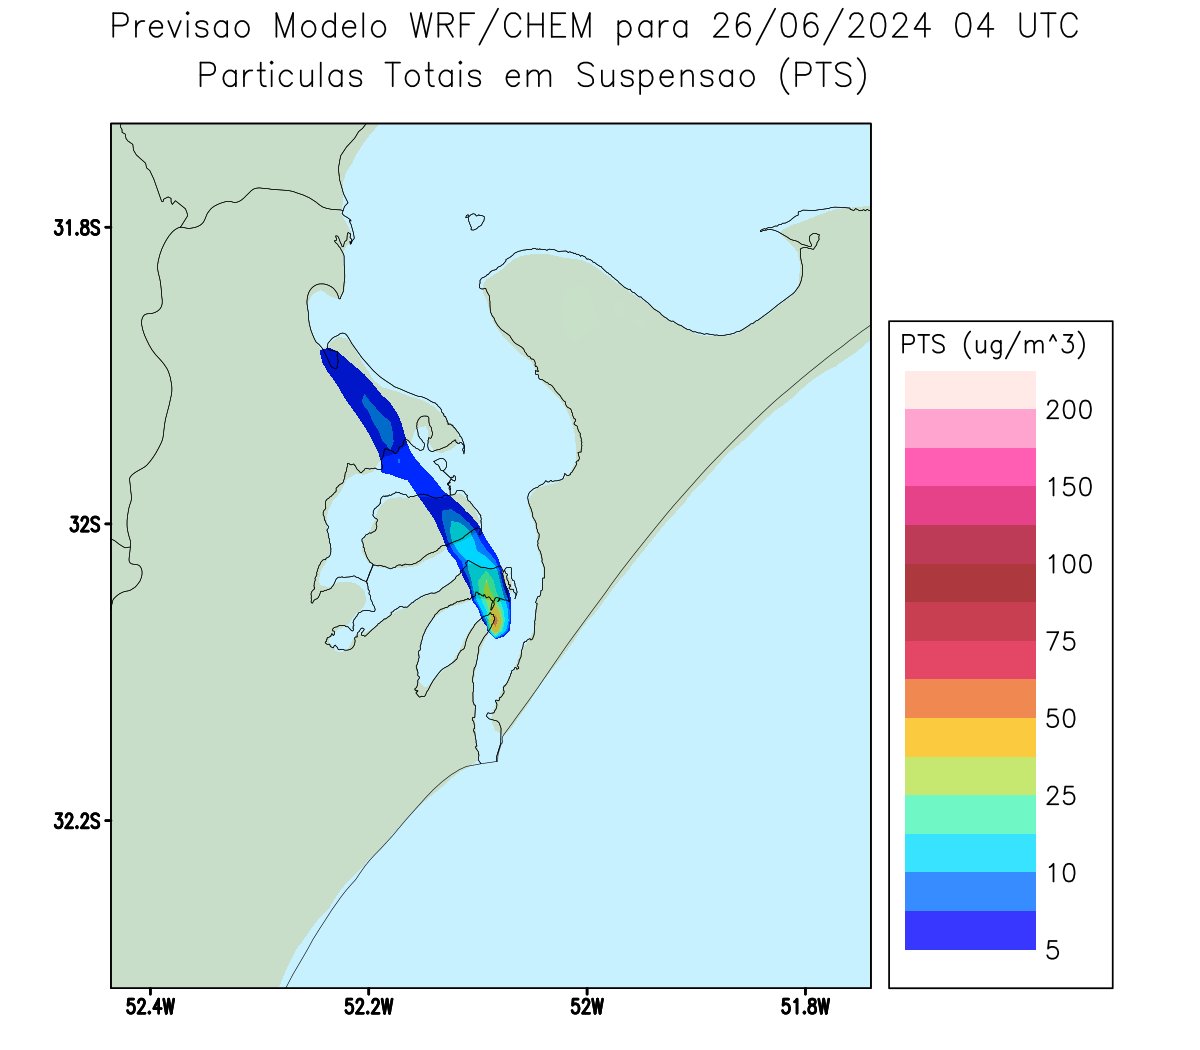 Previsao Modelo WRF/CHEM para 26/06/2024 04 UTC
Particulas Totais em Suspensao (PTS)
31.8S
32S
32.2S
52.4W
52.2W
52W
51.8W
PTS (ug/m^3)
200
150
100
75
50
25
10
5